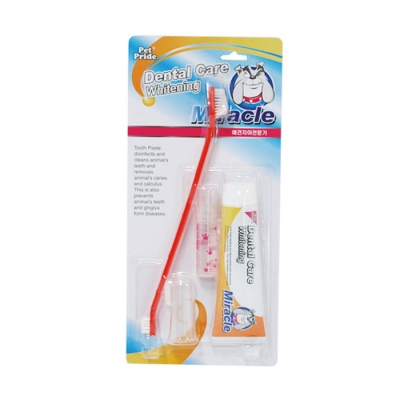 Pet
Pride
Dental Care
Whitening
Miracle
애견치아전문가
Tooth Paste
disinfects and
cleans animal's
teeth and
removes
animal's caries
and calculus.
This is also
prevents
animal's teeth
and gingive
form diseases.
Dental Care
Whitening
Miracle